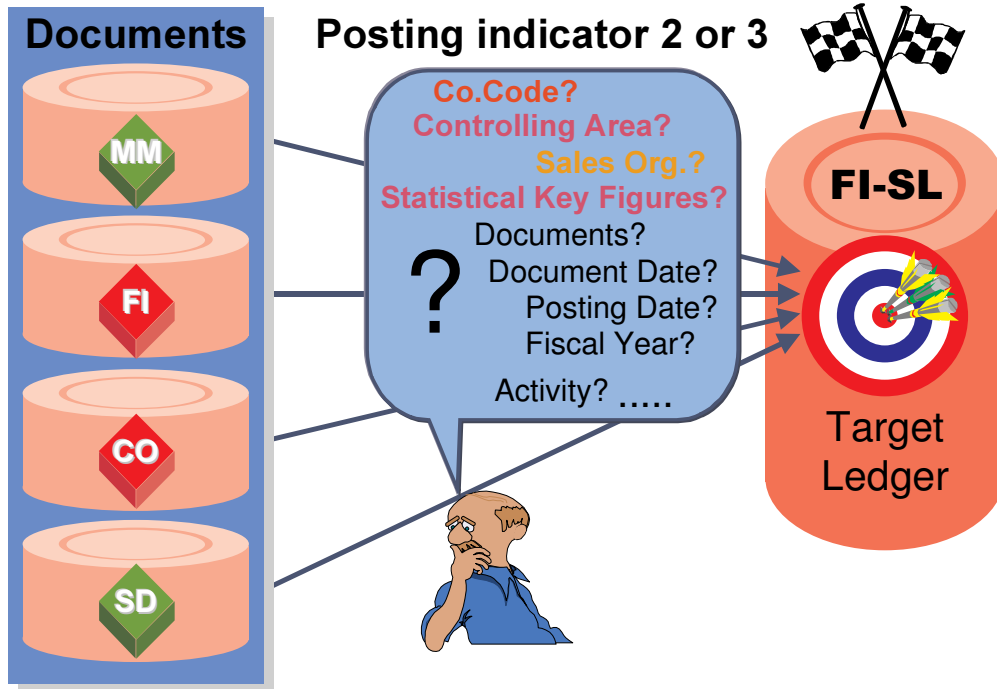 Documents
Posting indicator 2 or 3
MM
FI
CO
SD
Co.Code?
Controlling Area?
Sales Org.?
Statistical Key Figures?
Documents?
?
Document Date?
Posting Date?
Fiscal Year?
Activity? .....
FI-SL
Target
Ledger